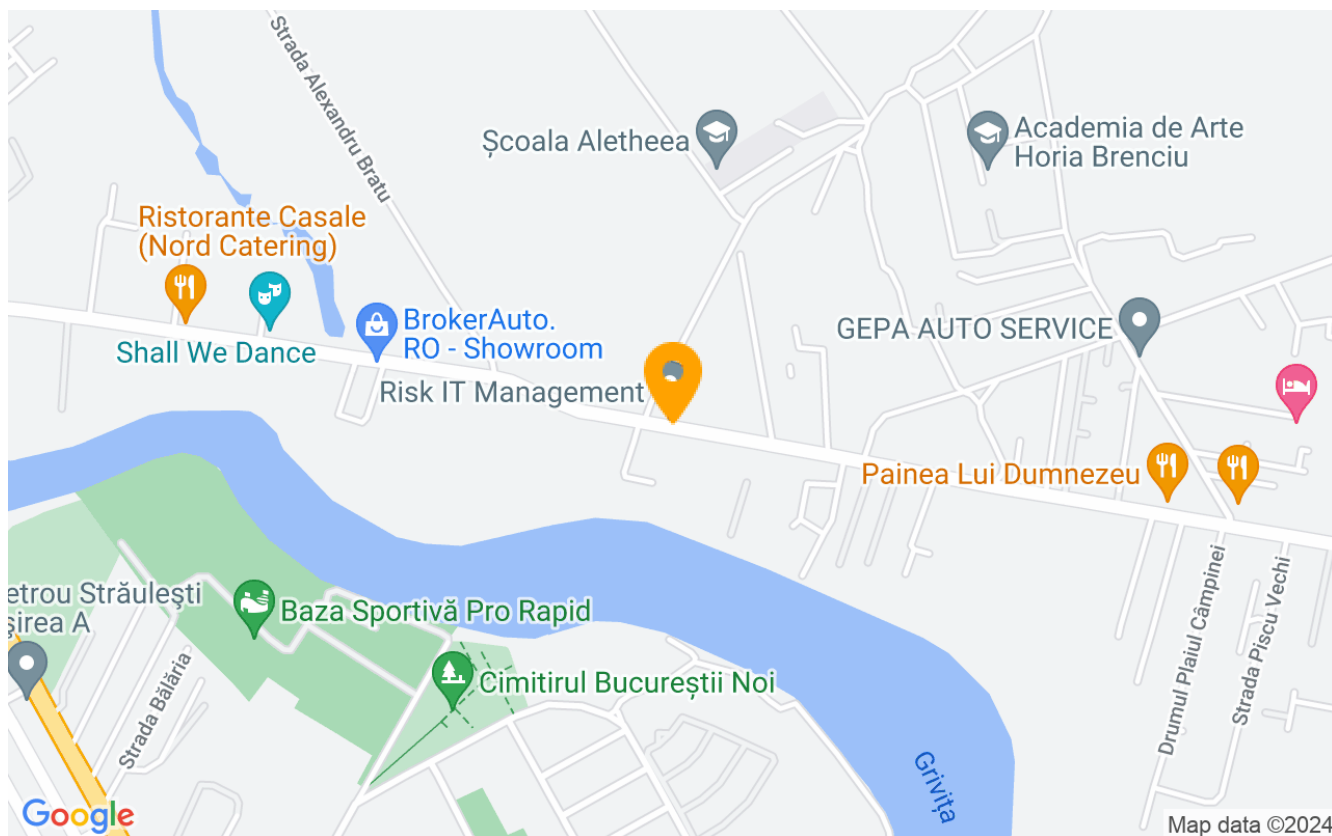 Strada Alexandru Bratu
Școala Aletheea
Academia de Arte
Horia Brenciu
Ristorante Casale
(Nord Catering)
BrokerAuto.
RO - Showroom
GEPA AUTO SERVICE
Shall We Dance
Risk IT Management
Painea Lui Dumnezeu
etrou Străuleşti
șirea A
Baza Sportivă Pro Rapid
Strada Bălăria
Cimitirul Bucureștii Noi
Drumul Plaiul Câmpinei
Strada Piscu Vechi
Grivița
Google
Map data ©2024